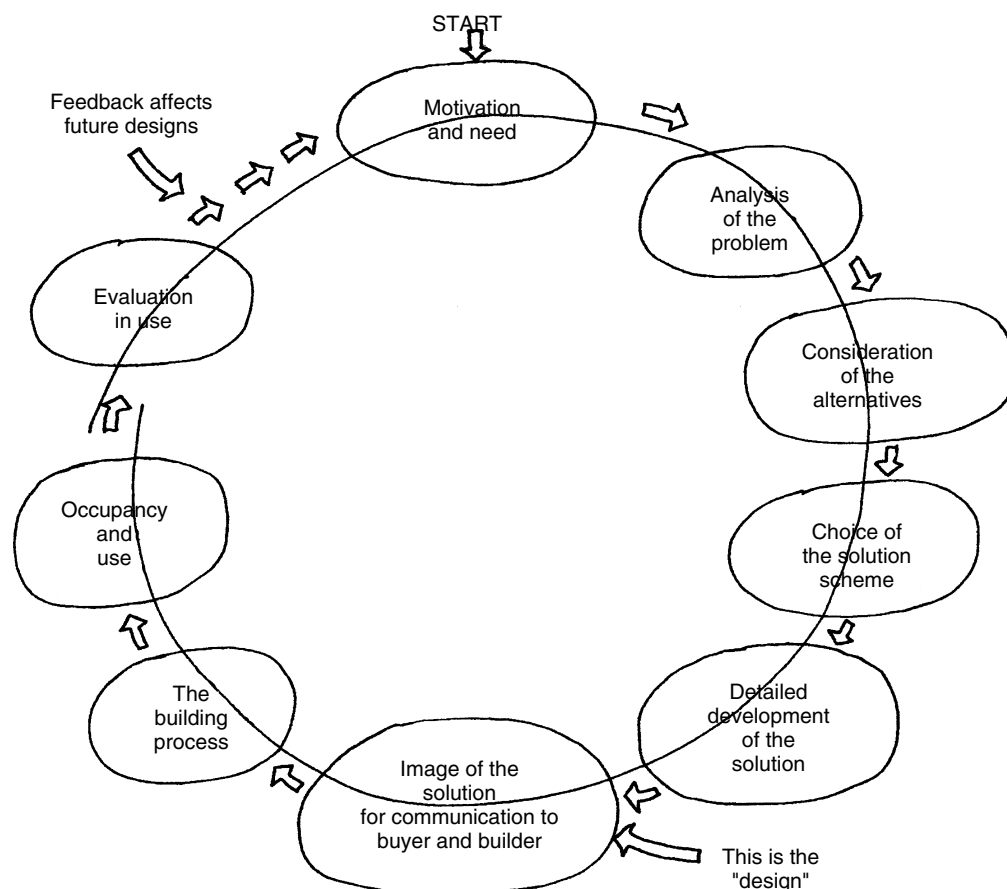 START
Motivation
and need
Analysis
of the
problem
Consideration
of the
alternatives
Choice of
the solution
scheme
Detailed
development
of the
solution
This is the
"design"
Image of the
solution
for communication to
buyer and builder
The
building
process
Occupancy
and
use
Evaluation
in use
Feedback affects
future designs